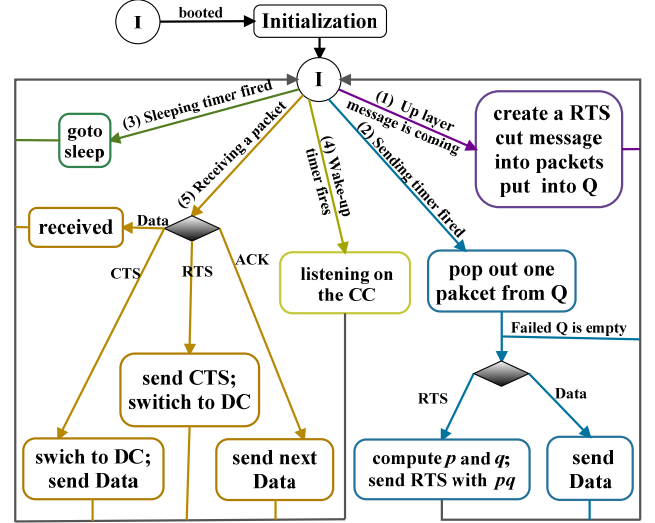 I
booted
Initialization
I
(3) Sleeping timer fired
(1) Up layer
message is coming
goto
sleep
create a RTS
cut message
into packets
put into Q
(5) Receiving a packet
(4) Wake-up
timer fires
(2) Sending timer fired
received
Data
CTS
RTS
ACK
listening on
the CC
pop out one
pakcet from Q
Failed Q is empty
send CTS;
switich to DC
RTS
Data
swich to DC;
send Data
send next
Data
compute p and q;
send RTS with pq
send
Data